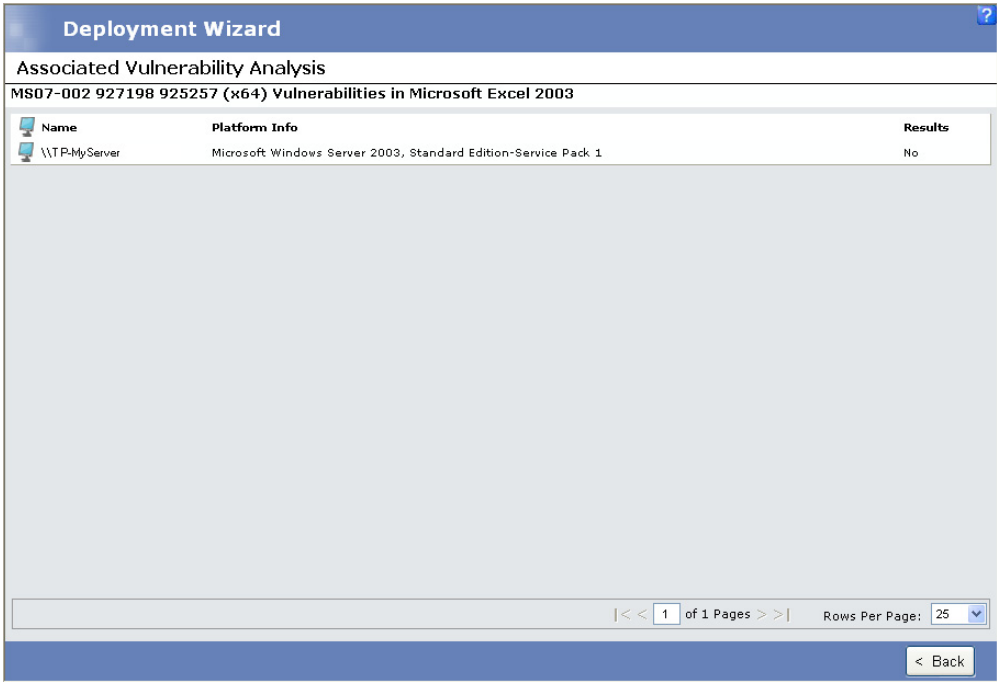 Deployment Wizard
?
Associated Vulnerability Analysis
MS07-002 927198 925257 (x64) Vulnerabilities in Microsoft Excel 2003
Name Platform Info Results
\\TP-MyServer Microsoft Windows Server 2003, Standard Edition-Service Pack 1 No
|< < 1 of 1 Pages > >| Rows Per Page: 25
< Back